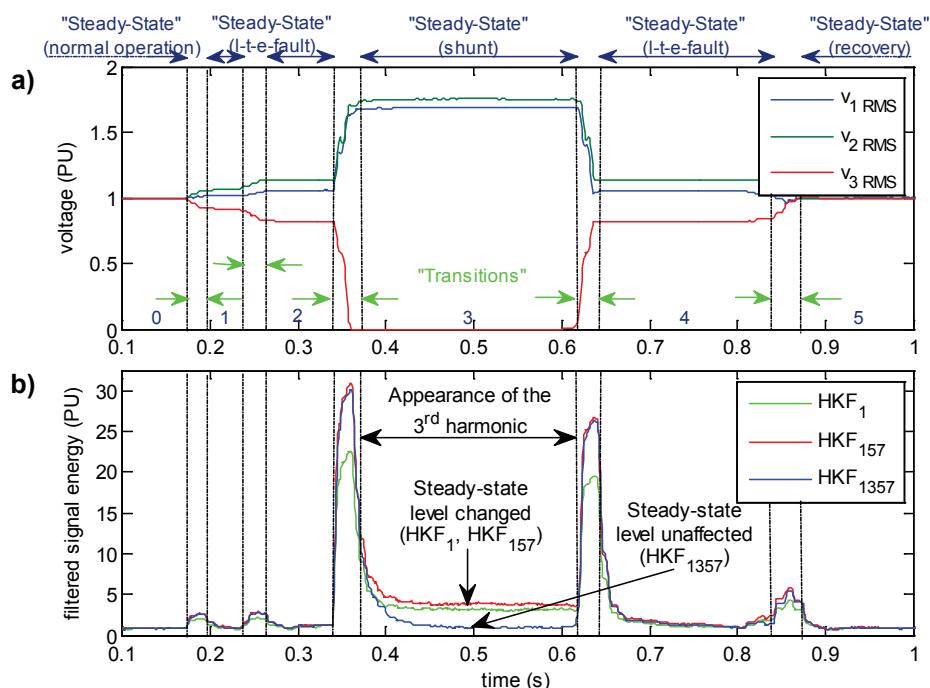 "Steady-State" "Steady-State" "Steady-State" "Steady-State" "Steady-State"
(normal operation) (l-t-e-fault) (shunt) (l-t-e-fault) (recovery)
a)
voltage (PU)
2
1.5
1
0.5
0
v1 RMS
v2 RMS
v3 RMS
"Transitions"
0 1 2 3 4 5
0.1 0.2 0.3 0.4 0.5 0.6 0.7 0.8 0.9 1
b)
filtered signal energy (PU)
30
25
20
15
10
5
0
HKF1
HKF157
HKF1357
Appearance of the
3rd harmonic
Steady-state
level changed
(HKF1, HKF157)
Steady-state
level unaffected
(HKF1357)
0.1 0.2 0.3 0.4 0.5 0.6 0.7 0.8 0.9 1
time (s)